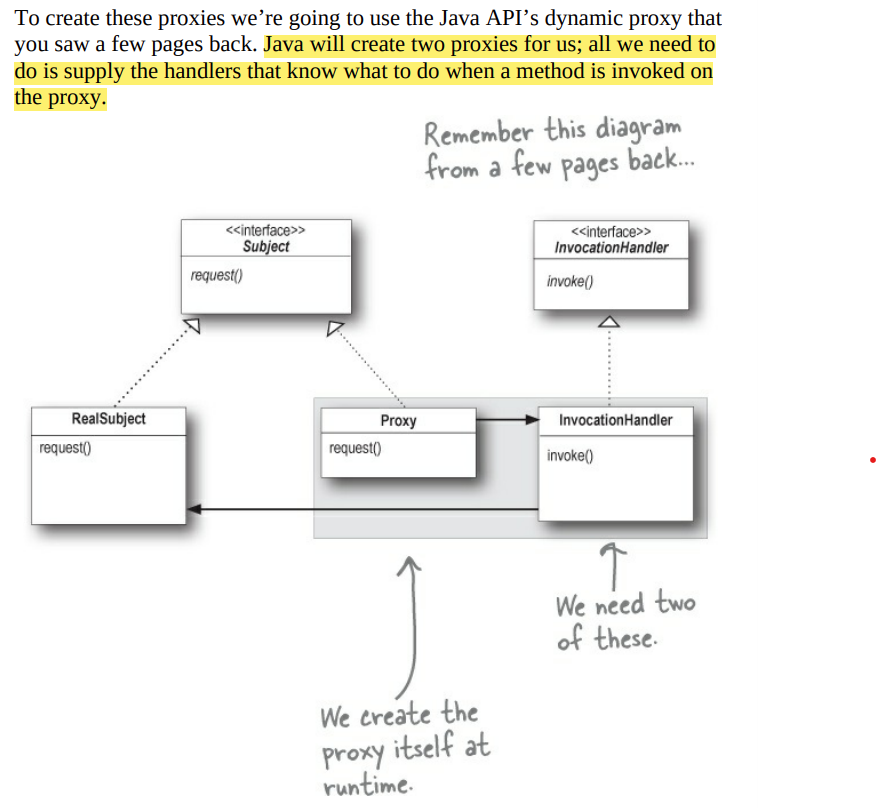 To create these proxies we’re going to use the Java API’s dynamic proxy that
you saw a few pages back. Java will create two proxies for us; all we need to
do is supply the handlers that know what to do when a method is invoked on
the proxy.
Remember this diagram
from a few pages back...
<<interface>>
Subject
request()
<<interface>>
InvocationHandler
invoke()
RealSubject
request()
Proxy
request()
InvocationHandler
invoke()
We need two
of these.
We create the
proxy itself at
runtime.